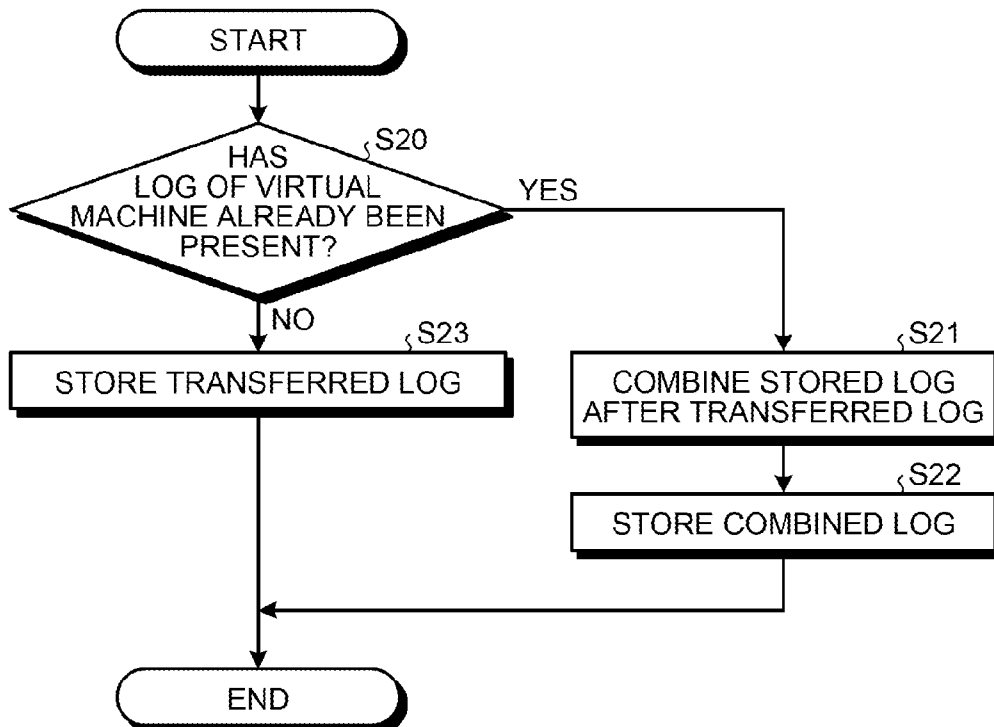 START
S20
HAS
LOG OF VIRTUAL
MACHINE ALREADY BEEN
PRESENT?
YES
NO
S23
STORE TRANSFERRED LOG
S21
COMBINE STORED LOG
AFTER TRANSFERRED LOG
S22
STORE COMBINED LOG
END